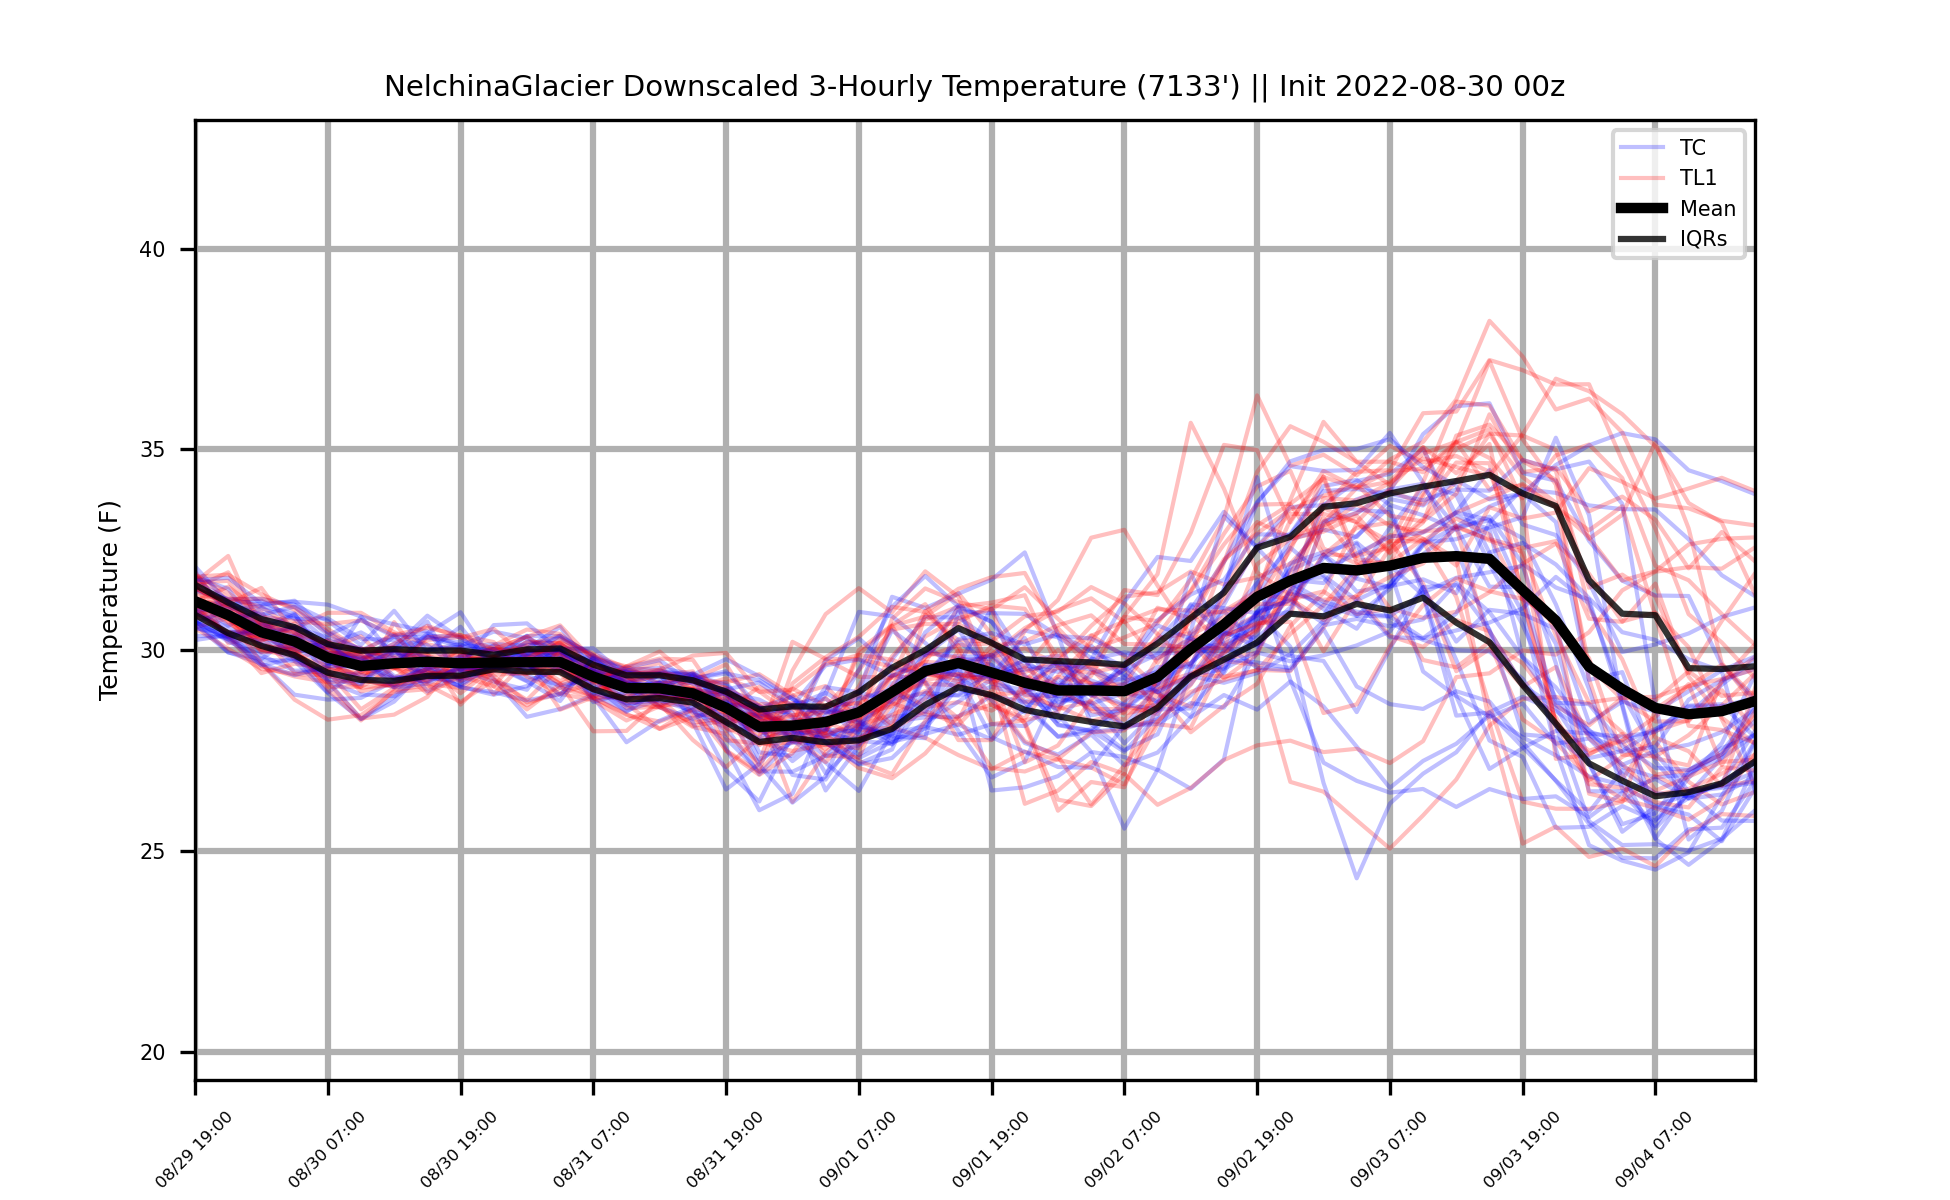 NelchinaGlacier Downscaled 3-Hourly Temperature (7133') || Init 2022-08-30 00z
TC
TL1
Mean
IQRs
Temperature (F)
40
35
30
25
20
08/29 19:00
08/30 07:00
08/30 19:00
08/31 07:00
08/31 19:00
09/01 07:00
09/01 19:00
09/02 07:00
09/02 19:00
09/03 07:00
09/03 19:00
09/04 07:00